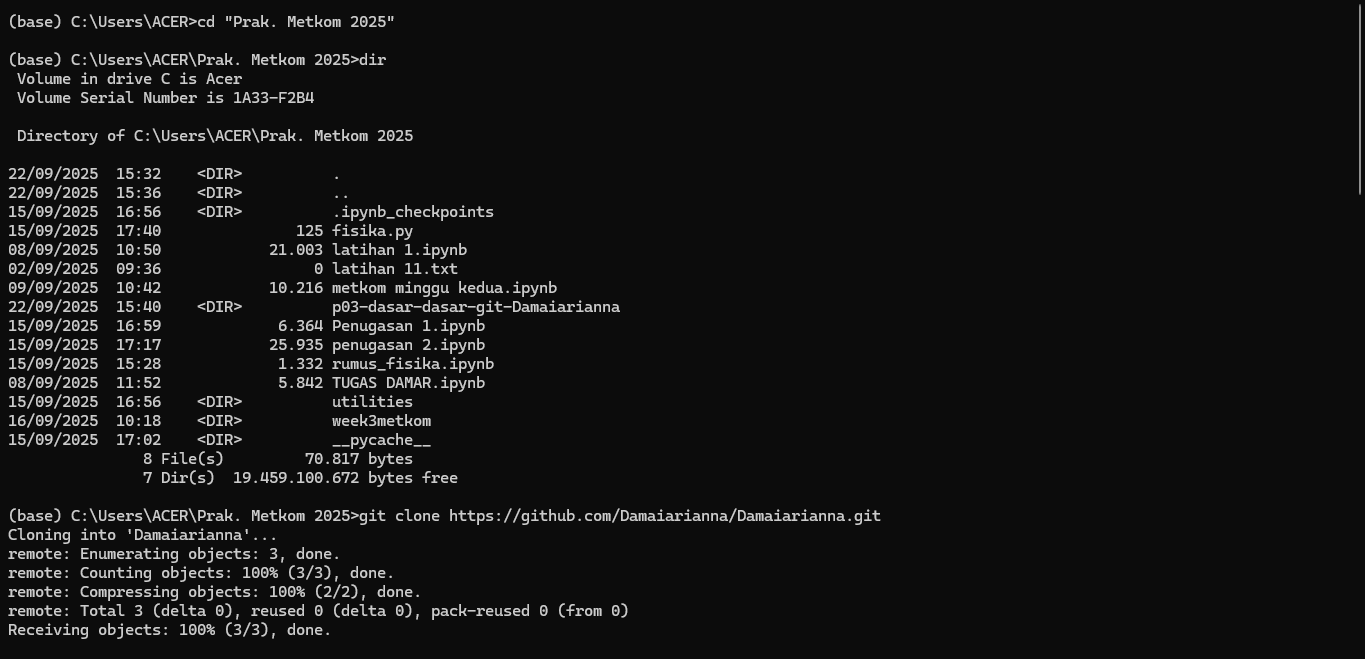 (base) C:\Users\ACER>cd "Prak. Metkom 2025"
(base) C:\Users\ACER\Prak. Metkom 2025>dir
 Volume in drive C is Acer
 Volume Serial Number is 1A33-F2B4
 Directory of C:\Users\ACER\Prak. Metkom 2025
22/09/2025  15:32    <DIR>          .
22/09/2025  15:36    <DIR>          ..
15/09/2025  16:56    <DIR>          .ipynb_checkpoints
15/09/2025  17:40               125 fisika.py
08/09/2025  10:50            21.003 latihan 1.ipynb
02/09/2025  09:36                 0 latihan 11.txt
09/09/2025  10:42            10.216 metkom minggu kedua.ipynb
22/09/2025  15:40    <DIR>          p03-dasar-dasar-git-Damaiarianna
15/09/2025  16:59             6.364 Penugasan 1.ipynb
15/09/2025  17:17            25.935 penugasan 2.ipynb
15/09/2025  15:28             1.332 rumus_fisika.ipynb
08/09/2025  11:52             5.842 TUGAS DAMAR.ipynb
15/09/2025  16:56    <DIR>          utilities
16/09/2025  10:18    <DIR>          week3metkom
15/09/2025  17:02    <DIR>          __pycache__
               8 File(s)         70.817 bytes
               7 Dir(s)  19.459.100.672 bytes free
(base) C:\Users\ACER\Prak. Metkom 2025>git clone https://github.com/Damaiarianna/Damaiarianna.git
Cloning into 'Damaiarianna'...
remote: Enumerating objects: 3, done.
remote: Counting objects: 100% (3/3), done.
remote: Compressing objects: 100% (2/2), done.
remote: Total 3 (delta 0), reused 0 (delta 0), pack-reused 0 (from 0)
Receiving objects: 100% (3/3), done.